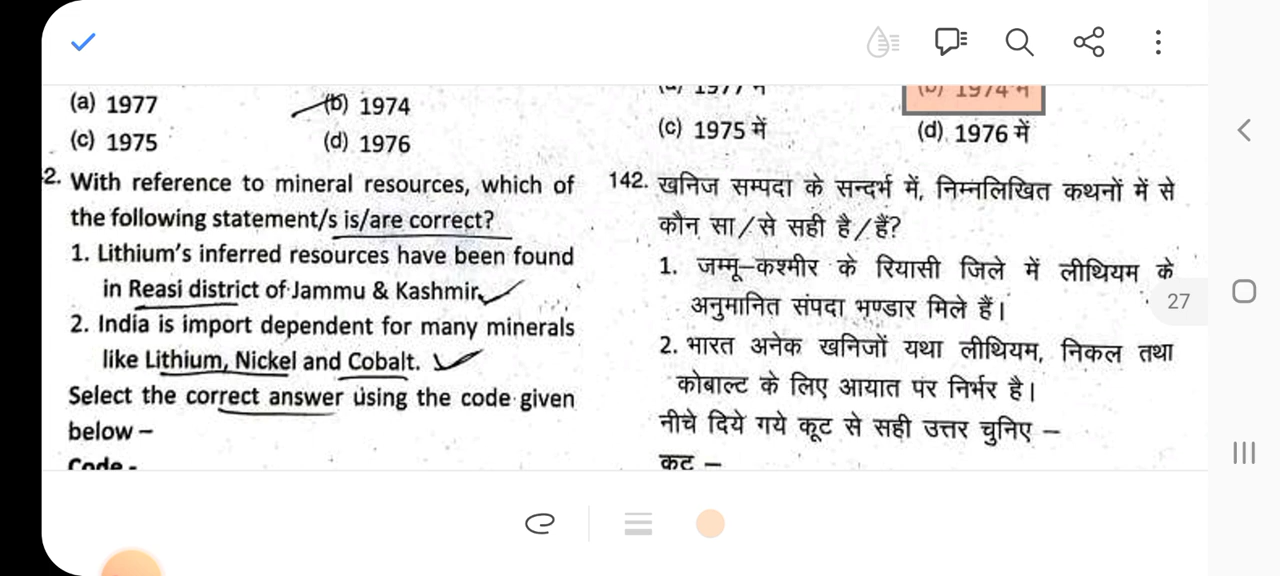 (a) 1977
(b) 1974
(c) 1975
(d) 1976
2. With reference to mineral resources, which of
the following statement/s is/are correct?
1. Lithium's inferred resources have been found
in Reasi district of Jammu & Kashmir.
2. India is import dependent for many minerals
like Lithium, Nickel and Cobalt.
Select the correct answer using the code given
below –
Code -
(a) 1977 में
(b) 1974 में
(c) 1975 में
(d) 1976 में
142. खनिज सम्पदा के सन्दर्भ में, निम्नलिखित कथनों में से
कौन सा/से सही है/हैं?
1. जम्मू–कश्मीर के रियासी जिले में लीथियम के
अनुमानित संपदा भण्डार मिले हैं।
2. भारत अनेक खनिजों यथा लीथियम, निकल तथा
कोबाल्ट के लिए आयात पर निर्भर है।
नीचे दिये गये कूट से सही उत्तर चुनिए –
कूट –
27